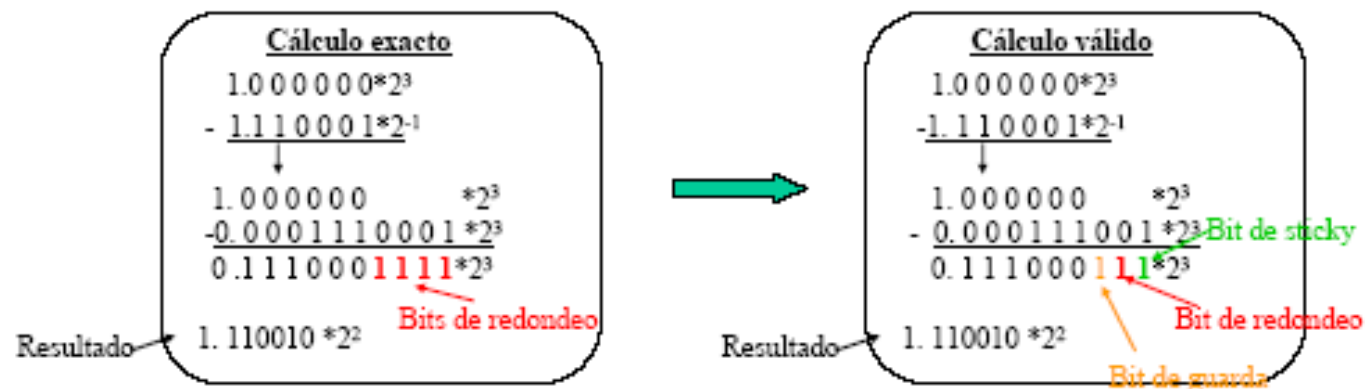 Cálculo exacto
1.0 0 0 0 0 0*2³
- 1.1 1 0 0 0 1*2⁻¹
1. 0 0 0 0 0 0 *2³
-0. 0 0 0 1 1 1 0 0 0 1 *2³
0 .1 1 1 0 0 0 1 1 1 1*2³
Bits de redondeo
Resultado 1. 110010 *2²
Cálculo válido
1.0 0 0 0 0 0*2³
-1. 1 1 0 0 0 1*2⁻¹
1. 0 0 0 0 0 0 *2³
- 0. 0 0 0 1 1 1 0 0 1 *2³ Bit de sticky
0. 1 1 1 0 0 0 1 1 1*2³
Bit de redondeo
Resultado 1. 110010 *2²
Bit de guarda